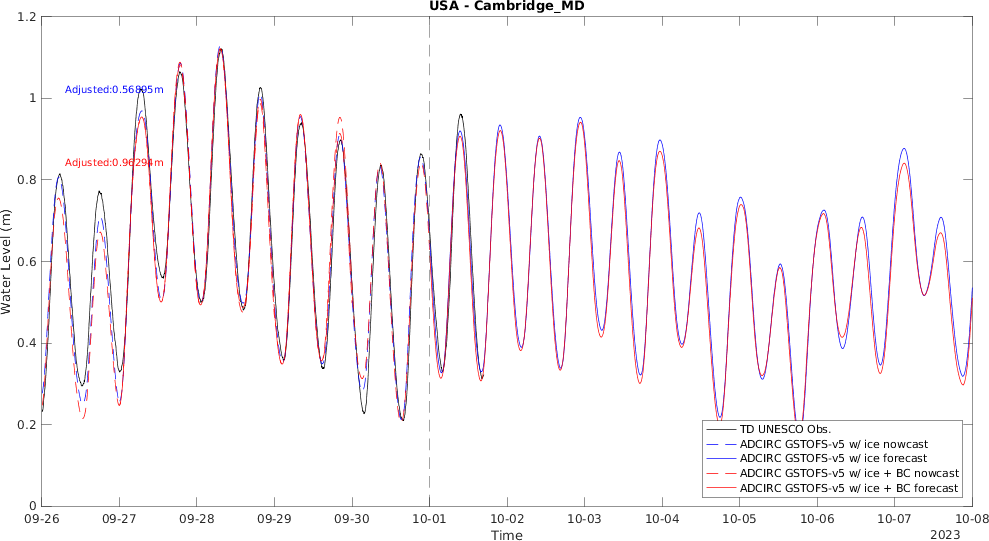 USA - Cambridge_MD
1.2
1
0.8
0.6
0.4
0.2
0
Water Level (m)
Adjusted:0.56895m
Adjusted:0.96294m
TD UNESCO Obs.
ADCIRC GSTOFS-v5 w/ ice nowcast
ADCIRC GSTOFS-v5 w/ ice forecast
ADCIRC GSTOFS-v5 w/ ice + BC nowcast
ADCIRC GSTOFS-v5 w/ ice + BC forecast
09-26 09-27 09-28 09-29 09-30 10-01 10-02 10-03 10-04 10-05 10-06 10-07 10-08
Time
2023